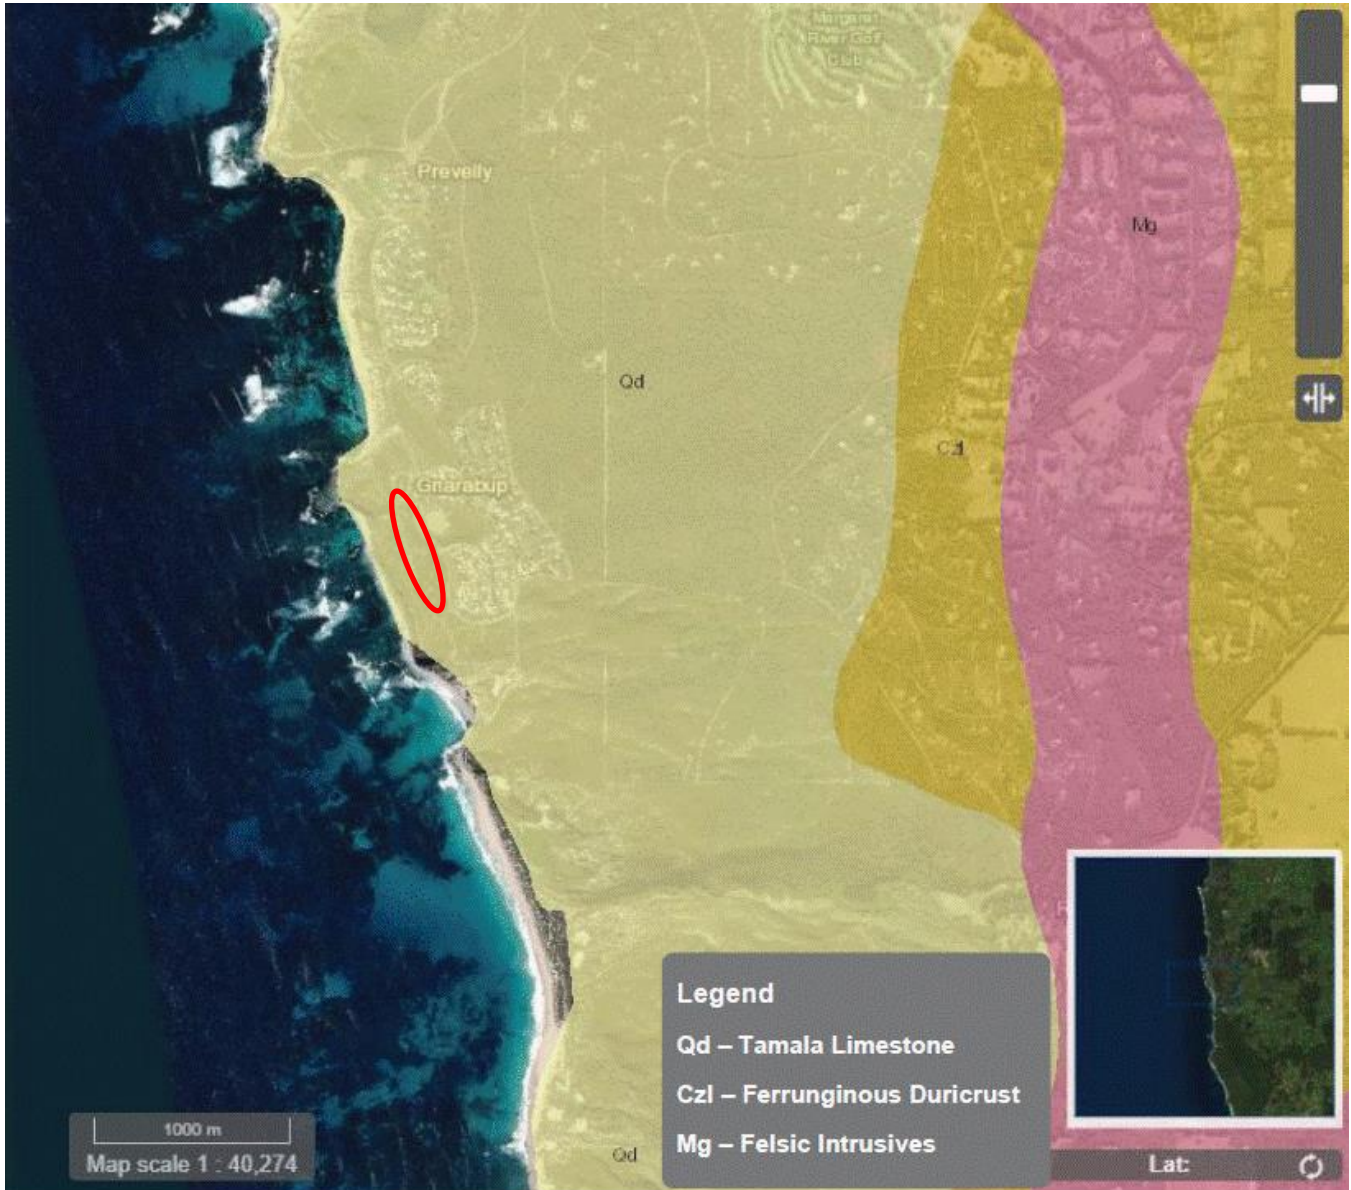 Margaret
River Golf
Club
Prevelly
Mg
Qd
Czl
Gnarabup
Legend
Qd – Tamala Limestone
Czl – Ferrunginous Duricrust
Mg – Felsic Intrusives
1000 m
Map scale 1 : 40,274
Qd
Lat: